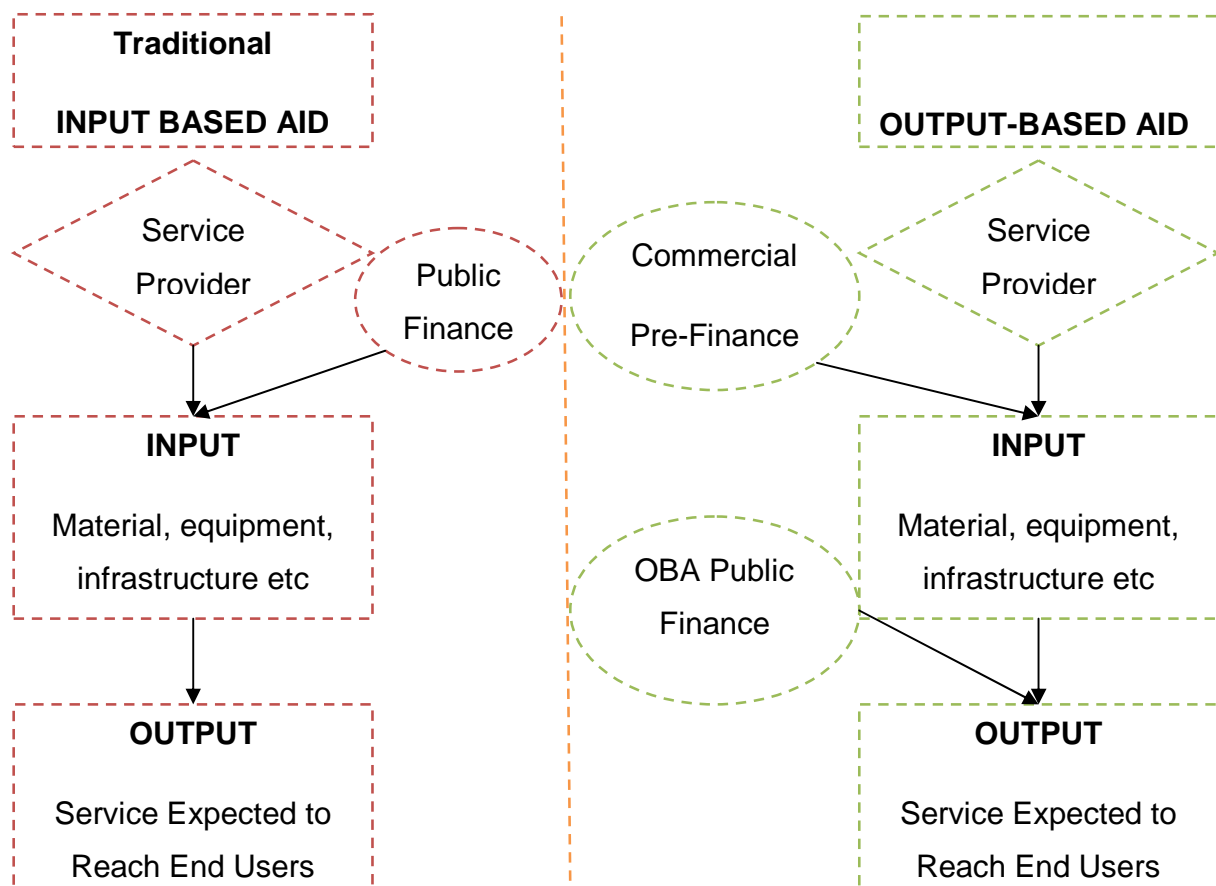 Traditional
INPUT BASED AID
Service
Provider
Public
Finance
INPUT
Material, equipment,
infrastructure etc
OUTPUT
Service Expected to
Reach End Users
OUTPUT-BASED AID
Service
Provider
Commercial
Pre-Finance
INPUT
Material, equipment,
infrastructure etc
OBA Public
Finance
OUTPUT
Service Expected to
Reach End Users